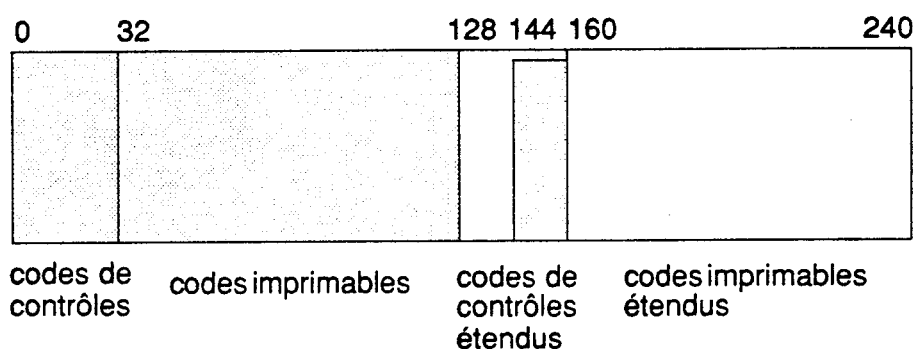 0 32 128 144 160 240
codes de
contrôles
codes imprimables
codes de
contrôles
étendus
codes imprimables
étendus